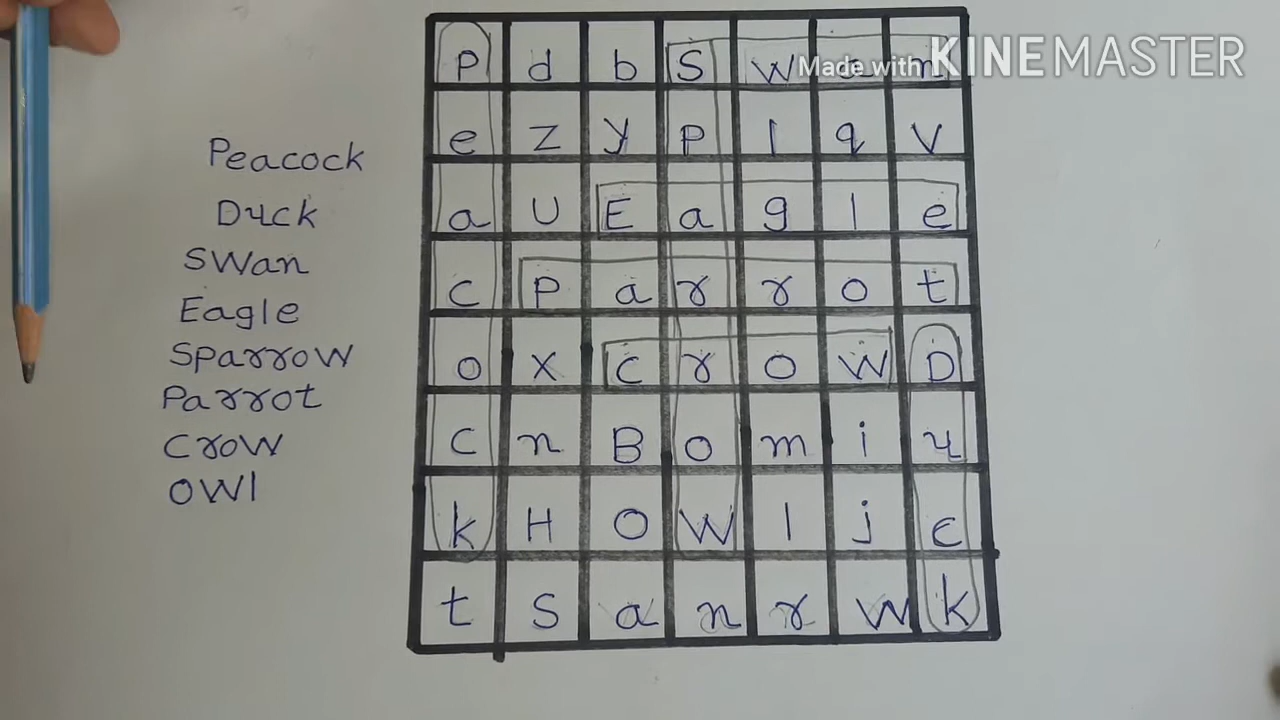 Made with KINEMASTER
Peacock
Duck
Swan
Eagle
Sparrow
Parrot
Crow
Owl
P d b S w a n
e z y p l q v
a U E a g l e
c p a r r o t
o x c r o w D
c n B o m i u
k H O W l j c
t S a n r w k